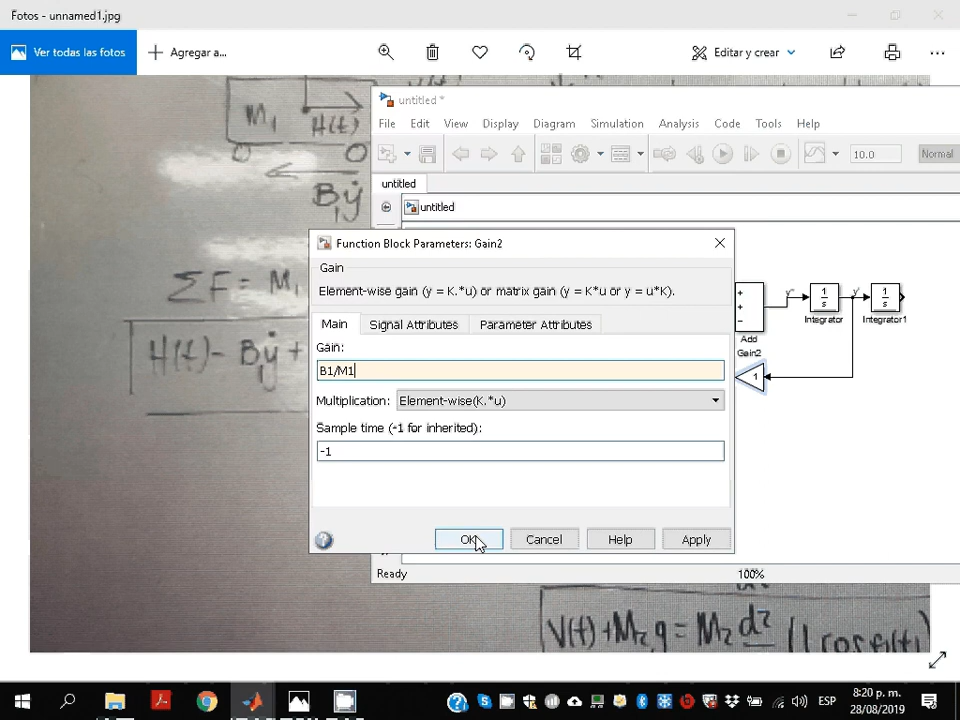 Fotos - unnamed1.jpg
Ver todas las fotos
Agregar a...
Editar y crear
M1
H(t)
B1ẏ
ΣF = M1
H(t) - B1ẏ +
untitled *
File Edit View Display Diagram Simulation Analysis Code Tools Help
10.0
Normal
untitled
untitled
Function Block Parameters: Gain2
Gain
Element-wise gain (y = K.*u) or matrix gain (y = K*u or y = u*K).
Main
Signal Attributes
Parameter Attributes
Gain:
B1/M1
Multiplication: Element-wise(K.*u)
Sample time (-1 for inherited):
-1
OK
Cancel
Help
Apply
+
+
-
Add
y''
1
s
Integrator
y'
1
s
Integrator1
Gain2
1
Ready
100%
V(t)+M2g = M2 d²
8:20 p. m.
ESP
28/08/2019